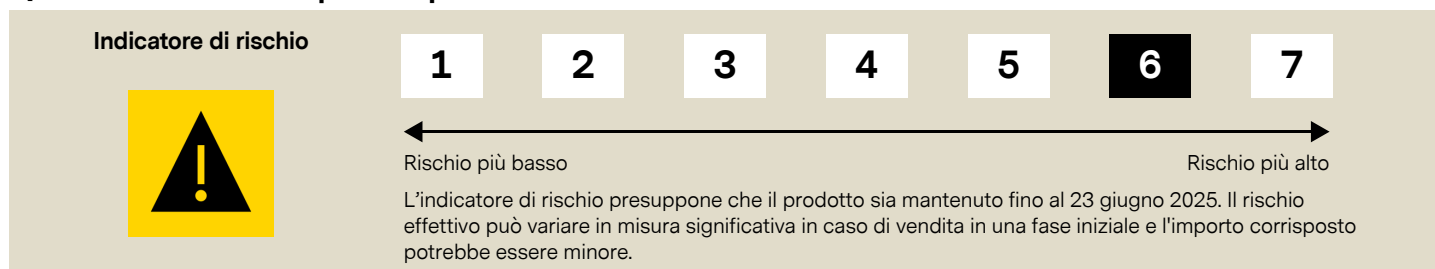 Indicatore di rischio
1 2 3 4 5 6 7
Rischio più basso Rischio più alto
L'indicatore di rischio presuppone che il prodotto sia mantenuto fino al 23 giugno 2025. Il rischio
effettivo può variare in misura significativa in caso di vendita in una fase iniziale e l'importo corrisposto
potrebbe essere minore.